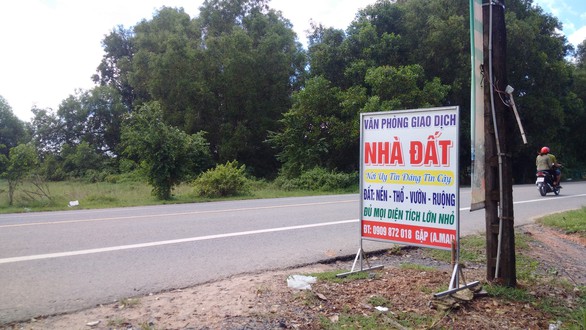 VĂN PHÒNG GIAO DỊCH
NHÀ ĐẤT
Nơi Uy Tín Đáng Tin Cậy
ĐẤT: NỀN - THỔ - VƯỜN - RUỘNG
ĐỦ MỌI DIỆN TÍCH LỚN NHỎ
ĐT: 0909 872 018 GẶP (A.MAI)